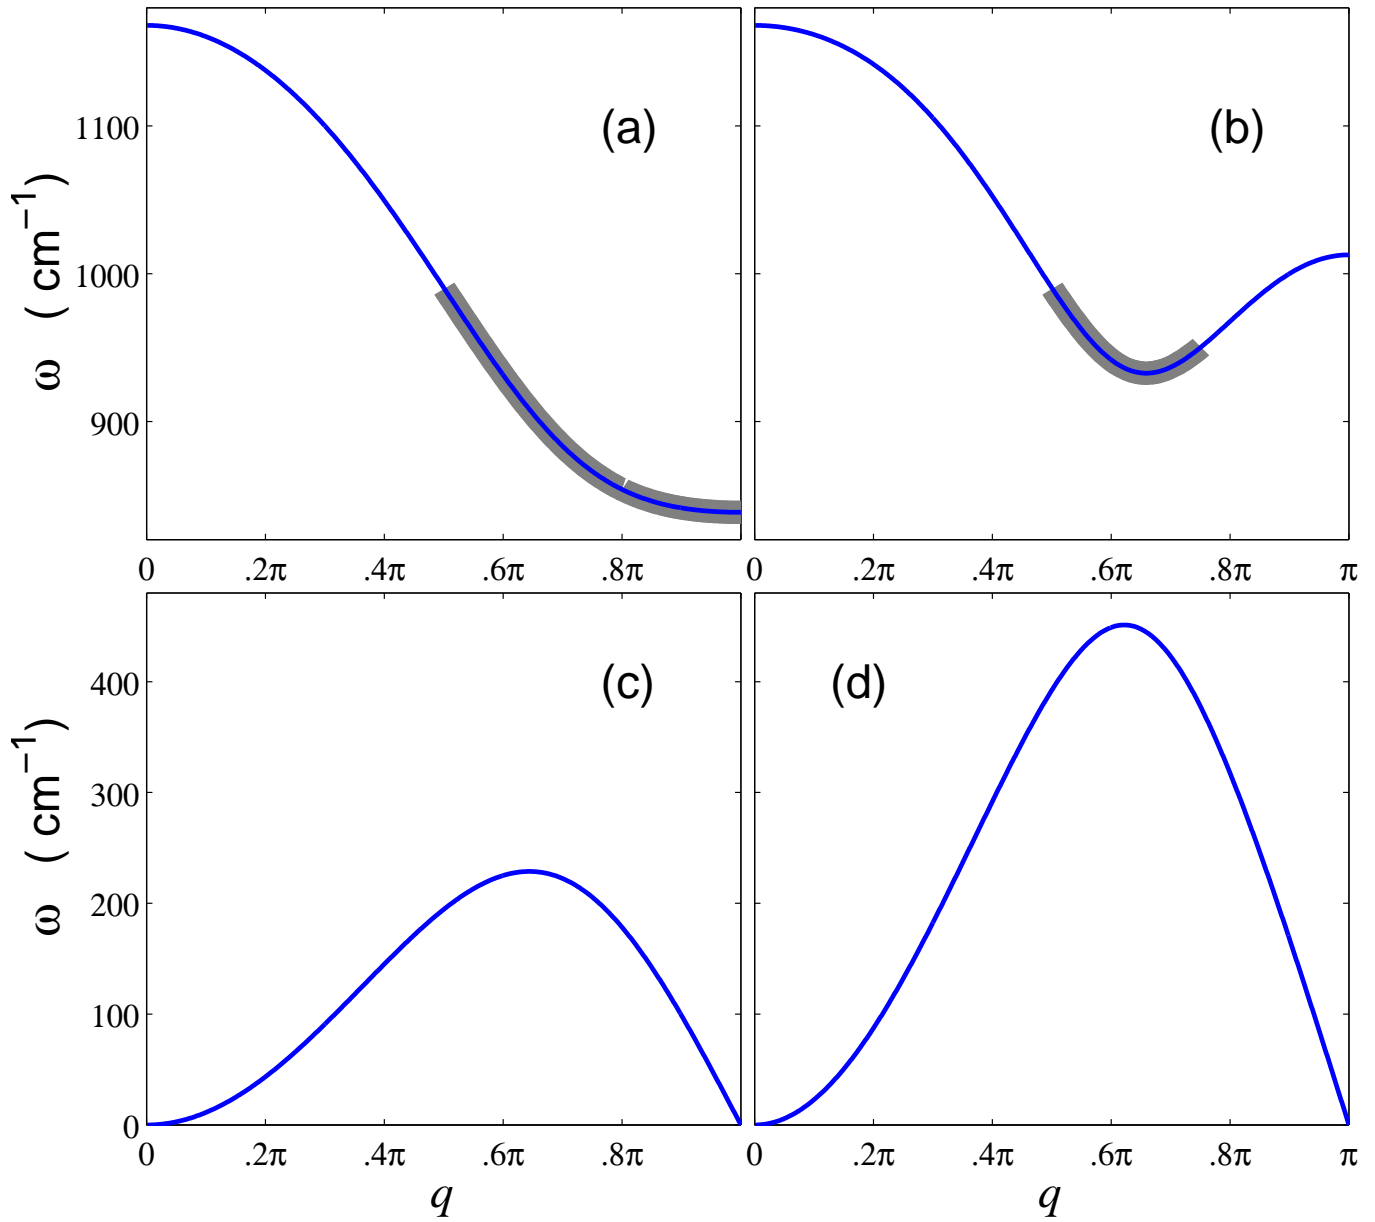 (a)
(b)
1100
1000
900
ω ( cm⁻¹)
0 .2π .4π .6π .8π
0 .2π .4π .6π .8π π
(c)
(d)
400
300
200
100
0
ω ( cm⁻¹)
0 .2π .4π .6π .8π
0 .2π .4π .6π .8π π
q
q